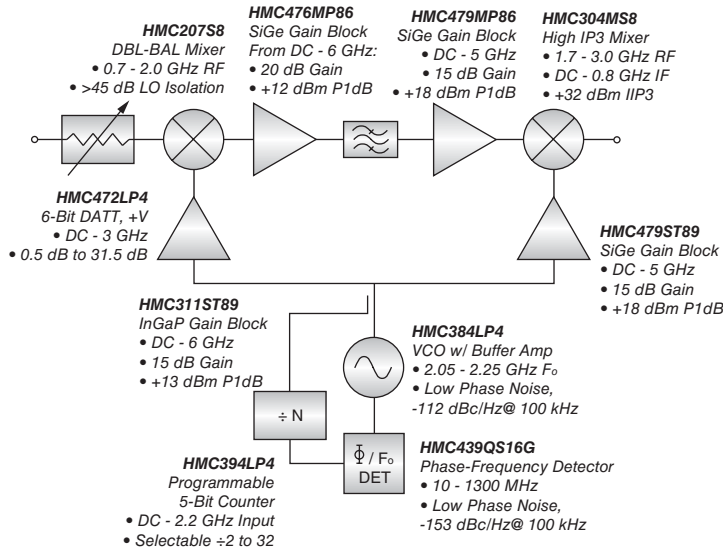 HMC207S8
DBL-BAL Mixer
• 0.7 - 2.0 GHz RF
• >45 dB LO Isolation
HMC476MP86
SiGe Gain Block
From DC - 6 GHz:
• 20 dB Gain
• +12 dBm P1dB
HMC479MP86
SiGe Gain Block
• DC - 5 GHz
• 15 dB Gain
• +18 dBm P1dB
HMC304MS8
High IP3 Mixer
• 1.7 - 3.0 GHz RF
• DC - 0.8 GHz IF
• +32 dBm IIP3
HMC472LP4
6-Bit DATT, +V
• DC - 3 GHz
• 0.5 dB to 31.5 dB
HMC479ST89
SiGe Gain Block
• DC - 5 GHz
• 15 dB Gain
• +18 dBm P1dB
HMC311ST89
InGaP Gain Block
• DC - 6 GHz
• 15 dB Gain
• +13 dBm P1dB
HMC384LP4
VCO w/ Buffer Amp
• 2.05 - 2.25 GHz Fo
• Low Phase Noise,
-112 dBc/Hz@ 100 kHz
÷ N
Φ / Fo
DET
HMC394LP4
Programmable
5-Bit Counter
• DC - 2.2 GHz Input
• Selectable ÷2 to 32
HMC439QS16G
Phase-Frequency Detector
• 10 - 1300 MHz
• Low Phase Noise,
-153 dBc/Hz@ 100 kHz